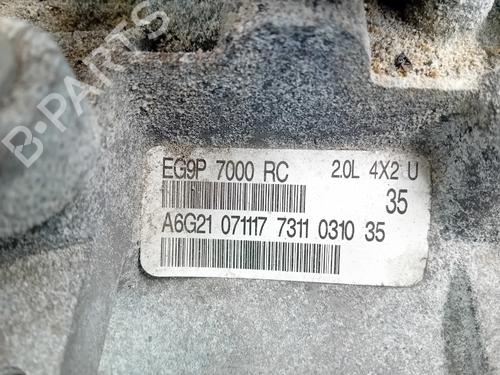 B-PARTS
EG9P 7000 RC 2.0L 4X2 U
35
A6G21 071117 7311 0310 35